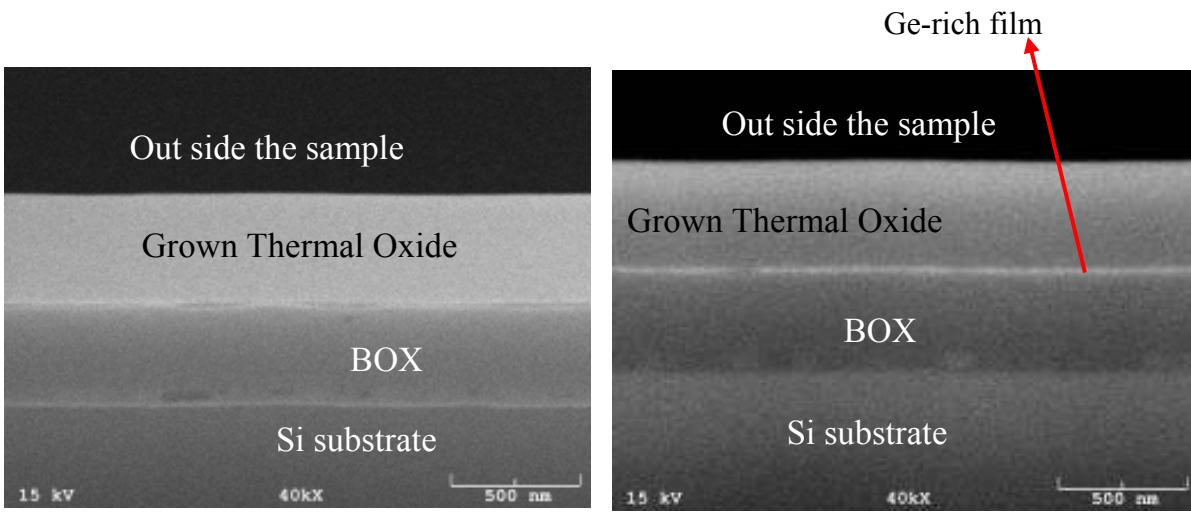 Ge-rich film
Out side the sample
Grown Thermal Oxide
BOX
Si substrate
15 kV 40kX 500 nm
Out side the sample
Grown Thermal Oxide
BOX
Si substrate
15 kV 40kX 500 nm